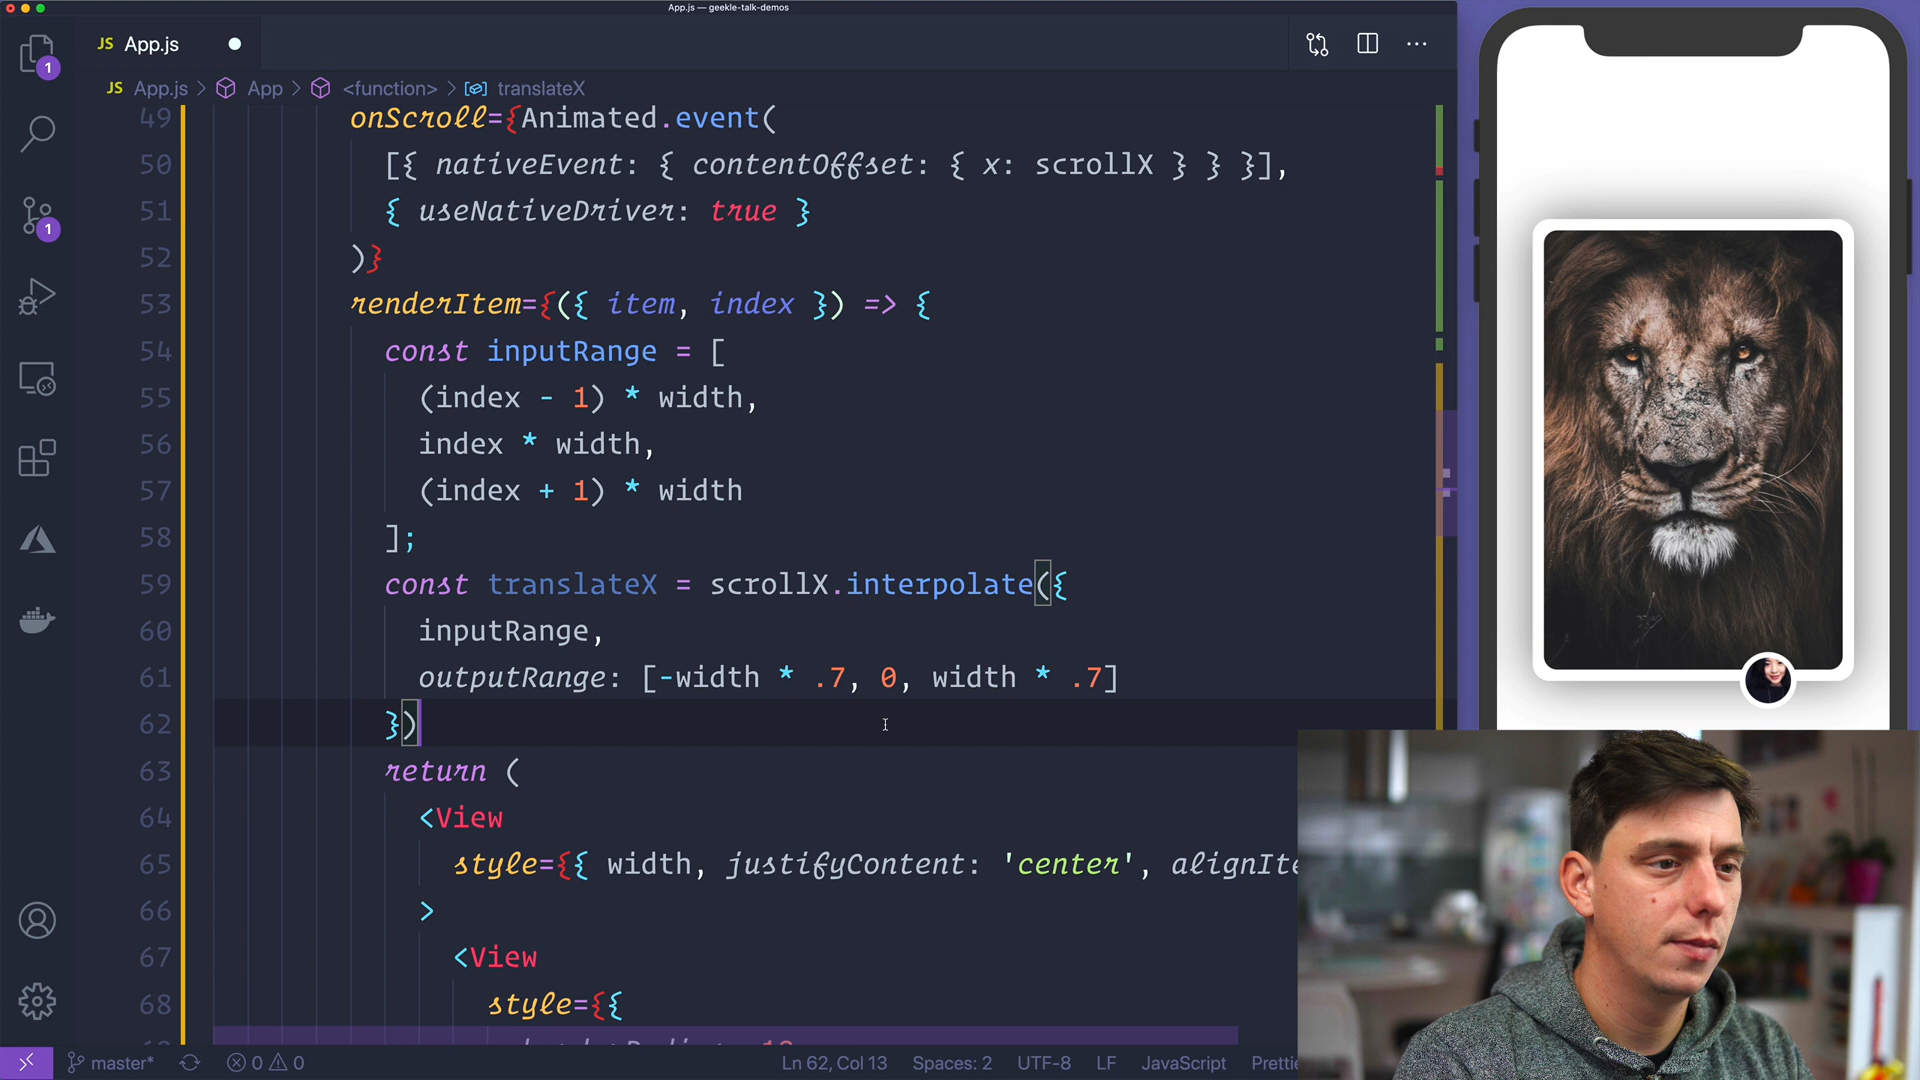 App.js — geekle-talk-demos
JS App.js
1
JS App.js > App > <function> > translateX
49 onScroll={Animated.event(
50 [{ nativeEvent: { contentOffset: { x: scrollX } } }],
51 { useNativeDriver: true }
52 )}
53 renderItem={({ item, index }) => {
54 const inputRange = [
55 (index - 1) * width,
56 index * width,
57 (index + 1) * width
58 ];
59 const translateX = scrollX.interpolate({
60 inputRange,
61 outputRange: [-width * .7, 0, width * .7]
62 })
63 return (
64 <View
65 style={{ width, justifyContent: 'center', alignIte
66 >
67 <View
68 style={{
1
master* 0 0 Ln 62, Col 13 Spaces: 2 UTF-8 LF JavaScript Prettie